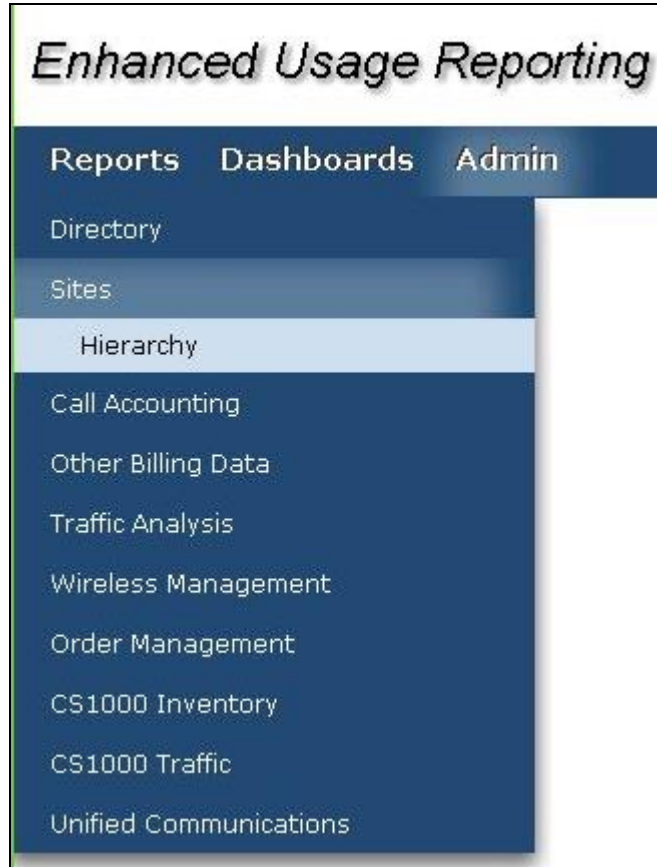 Enhanced Usage Reporting
Reports Dashboards Admin
Directory
Sites
Hierarchy
Call Accounting
Other Billing Data
Traffic Analysis
Wireless Management
Order Management
CS1000 Inventory
CS1000 Traffic
Unified Communications